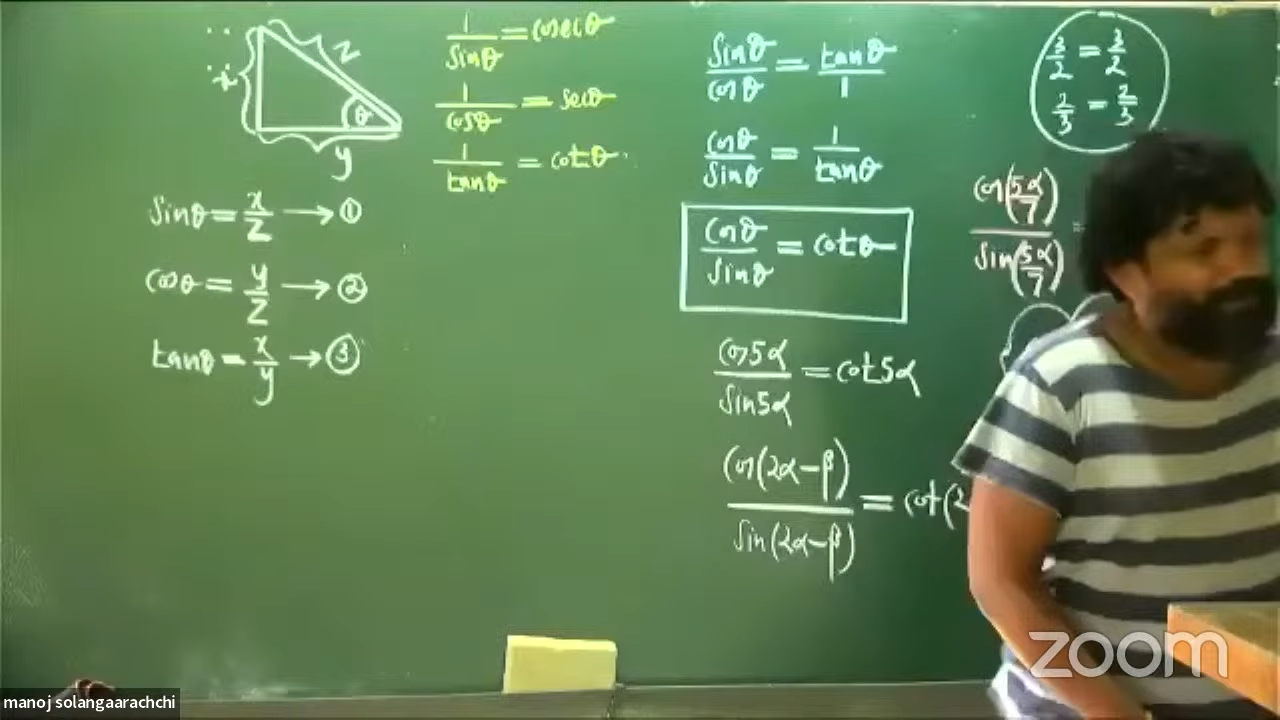 x
z
θ
y
sinθ = x/z → ①
cosθ = y/z → ②
tanθ = x/y → ③
1/sinθ = cosecθ
1/cosθ = secθ
1/tanθ = cotθ
sinθ/cosθ = tanθ/1
cosθ/sinθ = 1/tanθ
cosθ/sinθ = cotθ
cos5α/sin5α = cot5α
cos(2α-β)/sin(2α-β) = cot(2
3/2 = 3/2
2/3 = 2/3
cos(5α/7)/sin(5α/7) =
zoom
manoj solangaarachchi